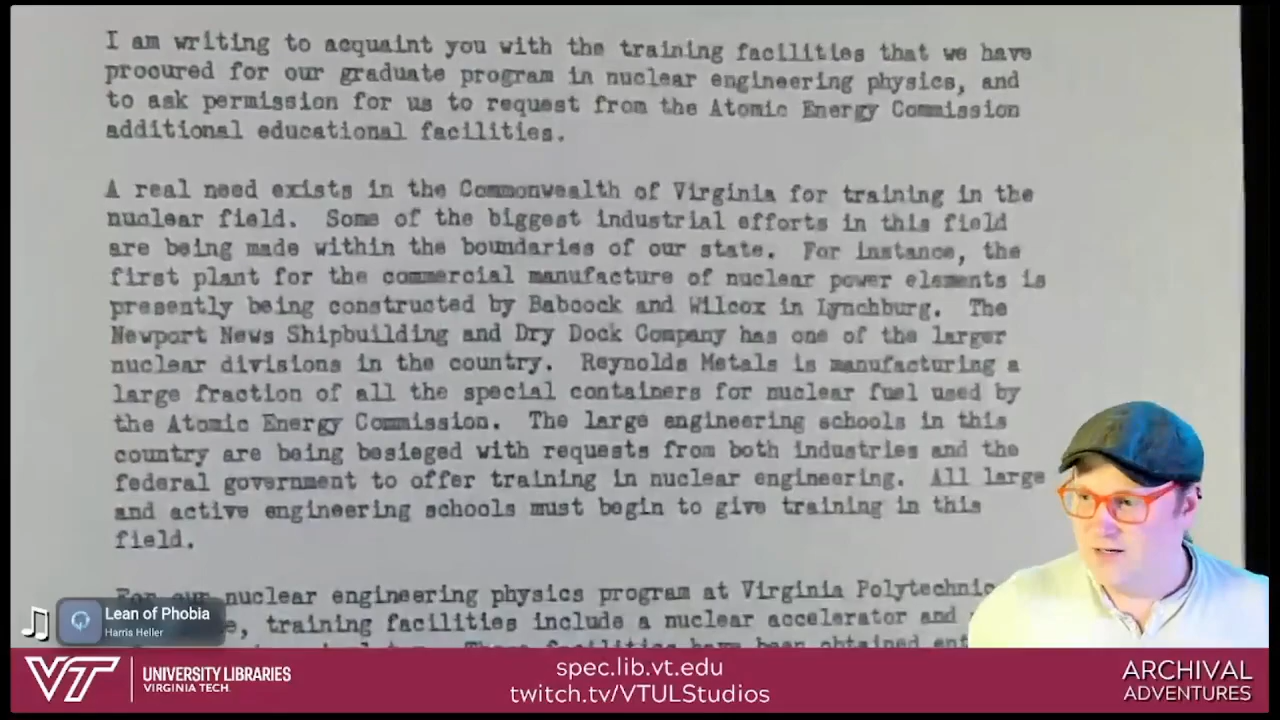 I am writing to acquaint you with the training facilities that we have
procured for our graduate program in nuclear engineering physics, and
to ask permission for us to request from the Atomic Energy Commission
additional educational facilities.
A real need exists in the Commonwealth of Virginia for training in the
nuclear field. Some of the biggest industrial efforts in this field
are being made within the boundaries of our state. For instance, the
first plant for the commercial manufacture of nuclear power elements is
presently being constructed by Babcock and Wilcox in Lynchburg. The
Newport News Shipbuilding and Dry Dock Company has one of the larger
nuclear divisions in the country. Reynolds Metals is manufacturing a
large fraction of all the special containers for nuclear fuel used by
the Atomic Energy Commission. The large engineering schools in this
country are being besieged with requests from both industries and the
federal government to offer training in nuclear engineering. All large
and active engineering schools must begin to give training in this
field.
For our nuclear engineering physics program at Virginia Polytechnic
training facilities include a nuclear accelerator and
These facilities have been obtained
Lean of Phobia
Harris Heller
VT
UNIVERSITY LIBRARIES
VIRGINIA TECH
spec.lib.vt.edu
twitch.tv/VTULStudios
ARCHIVAL
ADVENTURES